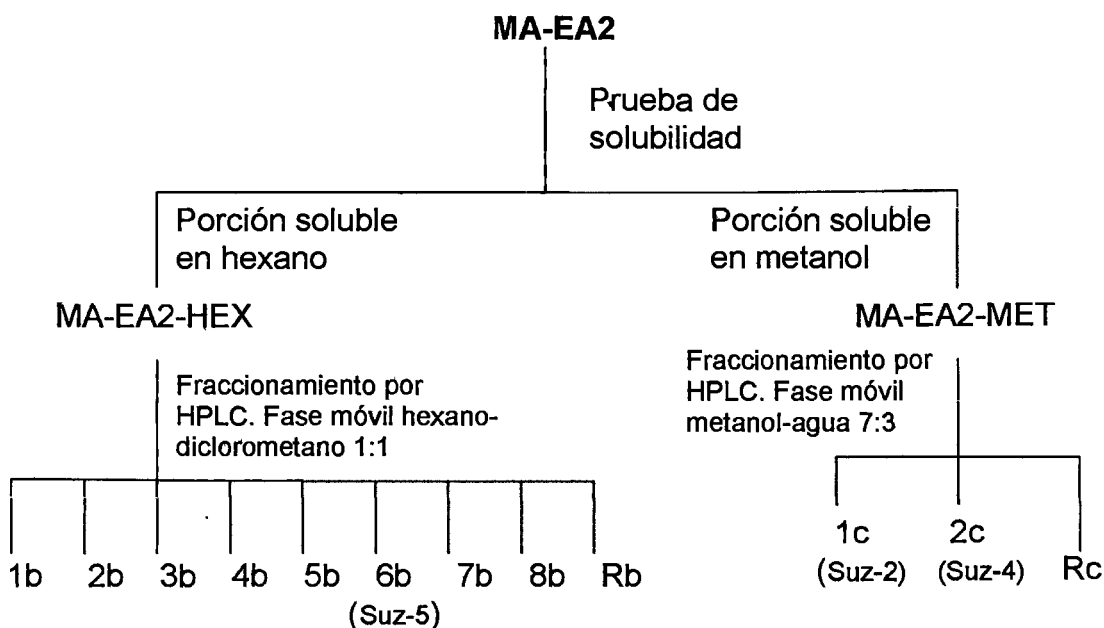 MA-EA2
Prueba de
solubilidad
Porción soluble
en hexano
Porción soluble
en metanol
MA-EA2-HEX
MA-EA2-MET
Fraccionamiento por
HPLC. Fase móvil hexano-
diclorometano 1:1
Fraccionamiento por
HPLC. Fase móvil
metanol-agua 7:3
1b 2b 3b 4b 5b 6b 7b 8b Rb
(Suz-5)
1c 2c Rc
(Suz-2) (Suz-4)